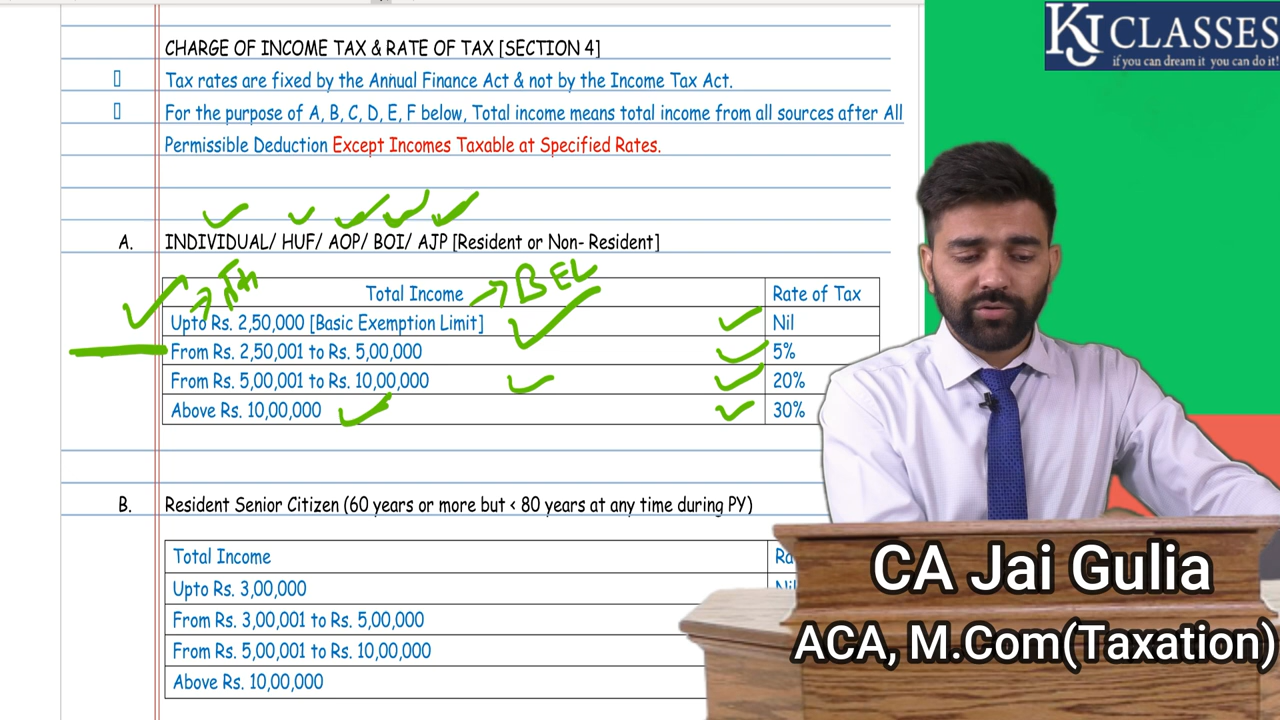 KJ CLASSES
if you can dream it you can do it!
CHARGE OF INCOME TAX & RATE OF TAX [SECTION 4]
Tax rates are fixed by the Annual Finance Act & not by the Income Tax Act.
For the purpose of A, B, C, D, E, F below, Total income means total income from all sources after All
Permissible Deduction Except Incomes Taxable at Specified Rates.
A. INDIVIDUAL/ HUF/ AOP/ BOI/ AJP [Resident or Non- Resident]
BEL
Total Income Rate of Tax
Upto Rs. 2,50,000 [Basic Exemption Limit] Nil
From Rs. 2,50,001 to Rs. 5,00,000 5%
From Rs. 5,00,001 to Rs. 10,00,000 20%
Above Rs. 10,00,000 30%
B. Resident Senior Citizen (60 years or more but < 80 years at any time during PY)
Total Income Ra
Upto Rs. 3,00,000 Nil
From Rs. 3,00,001 to Rs. 5,00,000
From Rs. 5,00,001 to Rs. 10,00,000
Above Rs. 10,00,000
CA Jai Gulia
ACA, M.Com(Taxation)